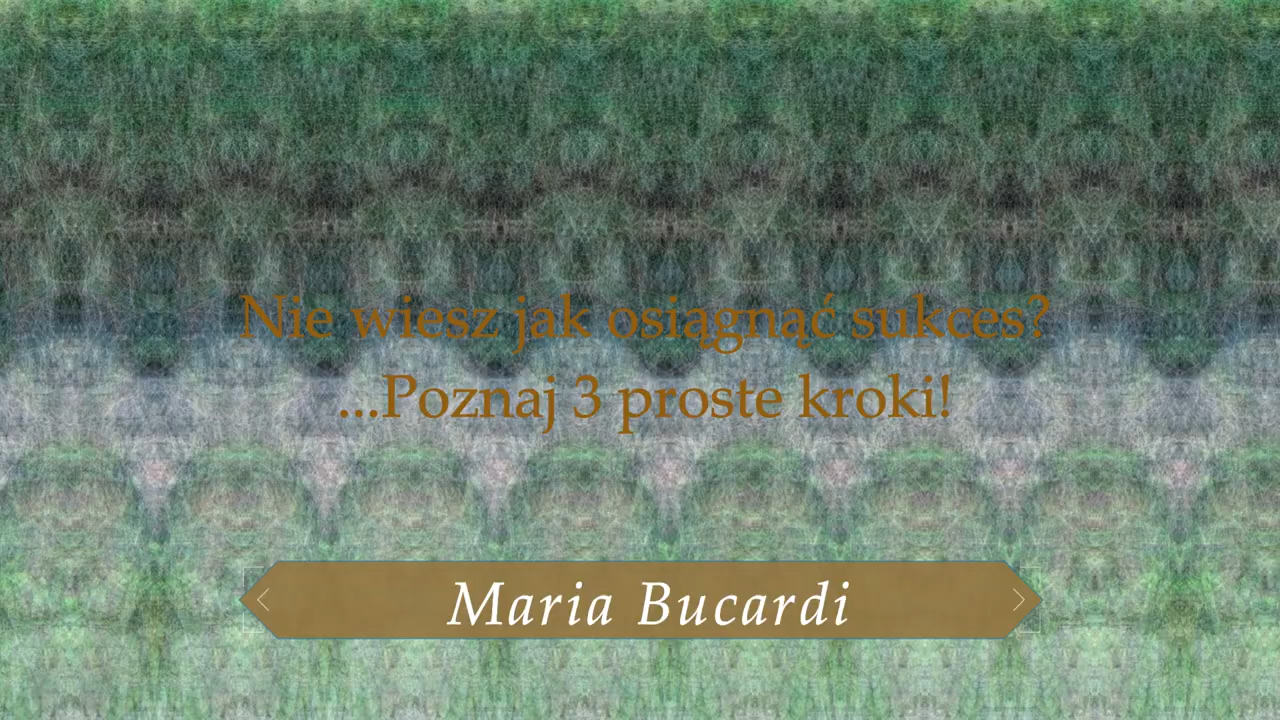 Nie wiesz jak osiągnąć sukces?
...Poznaj 3 proste kroki!
Maria Bucardi